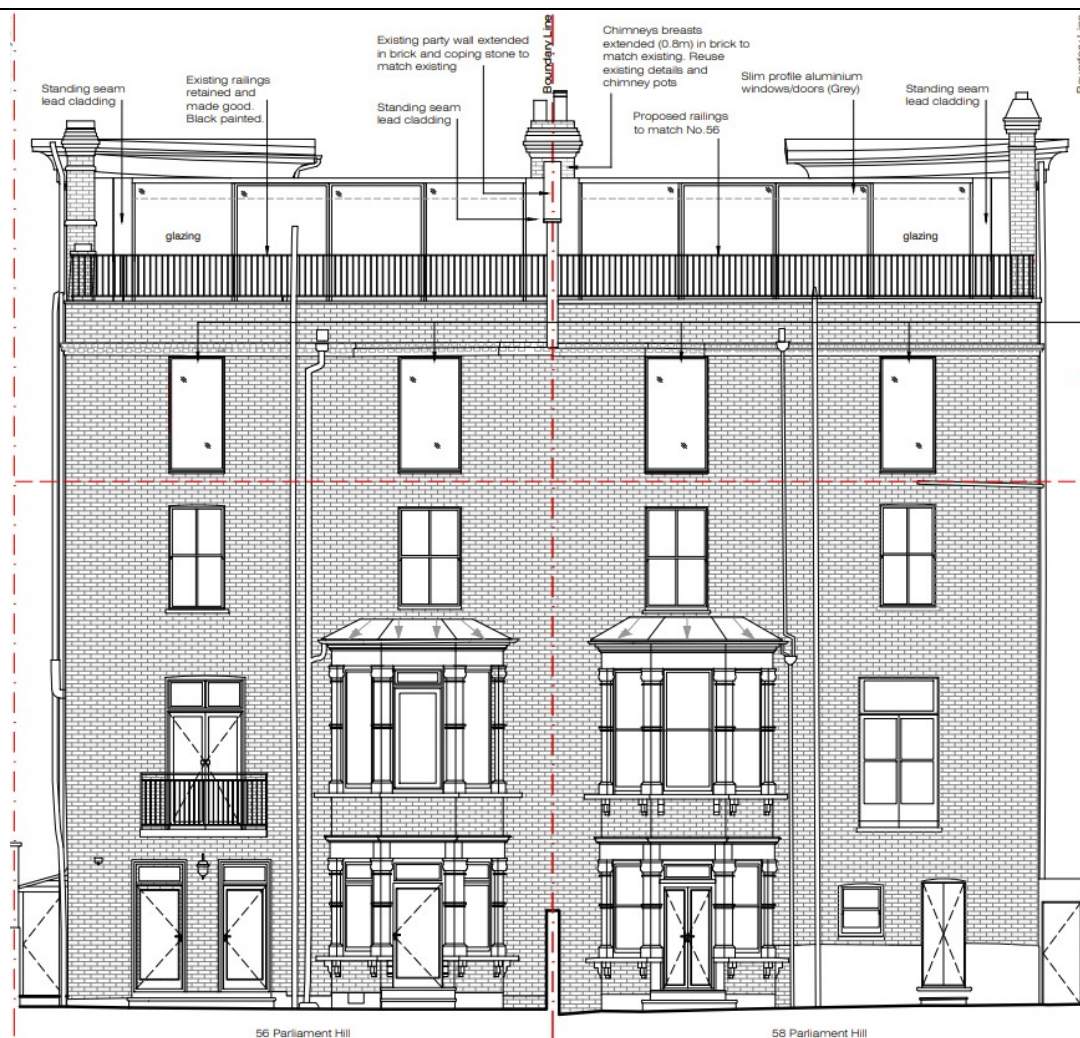 Standing seam
lead cladding
Existing railings
retained and
made good.
Black painted.
Existing party wall extended
in brick and coping stone to
match existing
Standing seam
lead cladding
Boundary Line
Chimneys breasts
extended (0.8m) in brick to
match existing. Reuse
existing details and
chimney pots
Proposed railings
to match No.56
Slim profile aluminium
windows/doors (Grey)
Standing seam
lead cladding
glazing
glazing
56 Parliament Hill
58 Parliament Hill